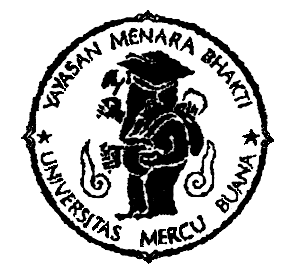 YAYASAN MENARA BHAKTI
UNIVERSITAS MERCU BUANA